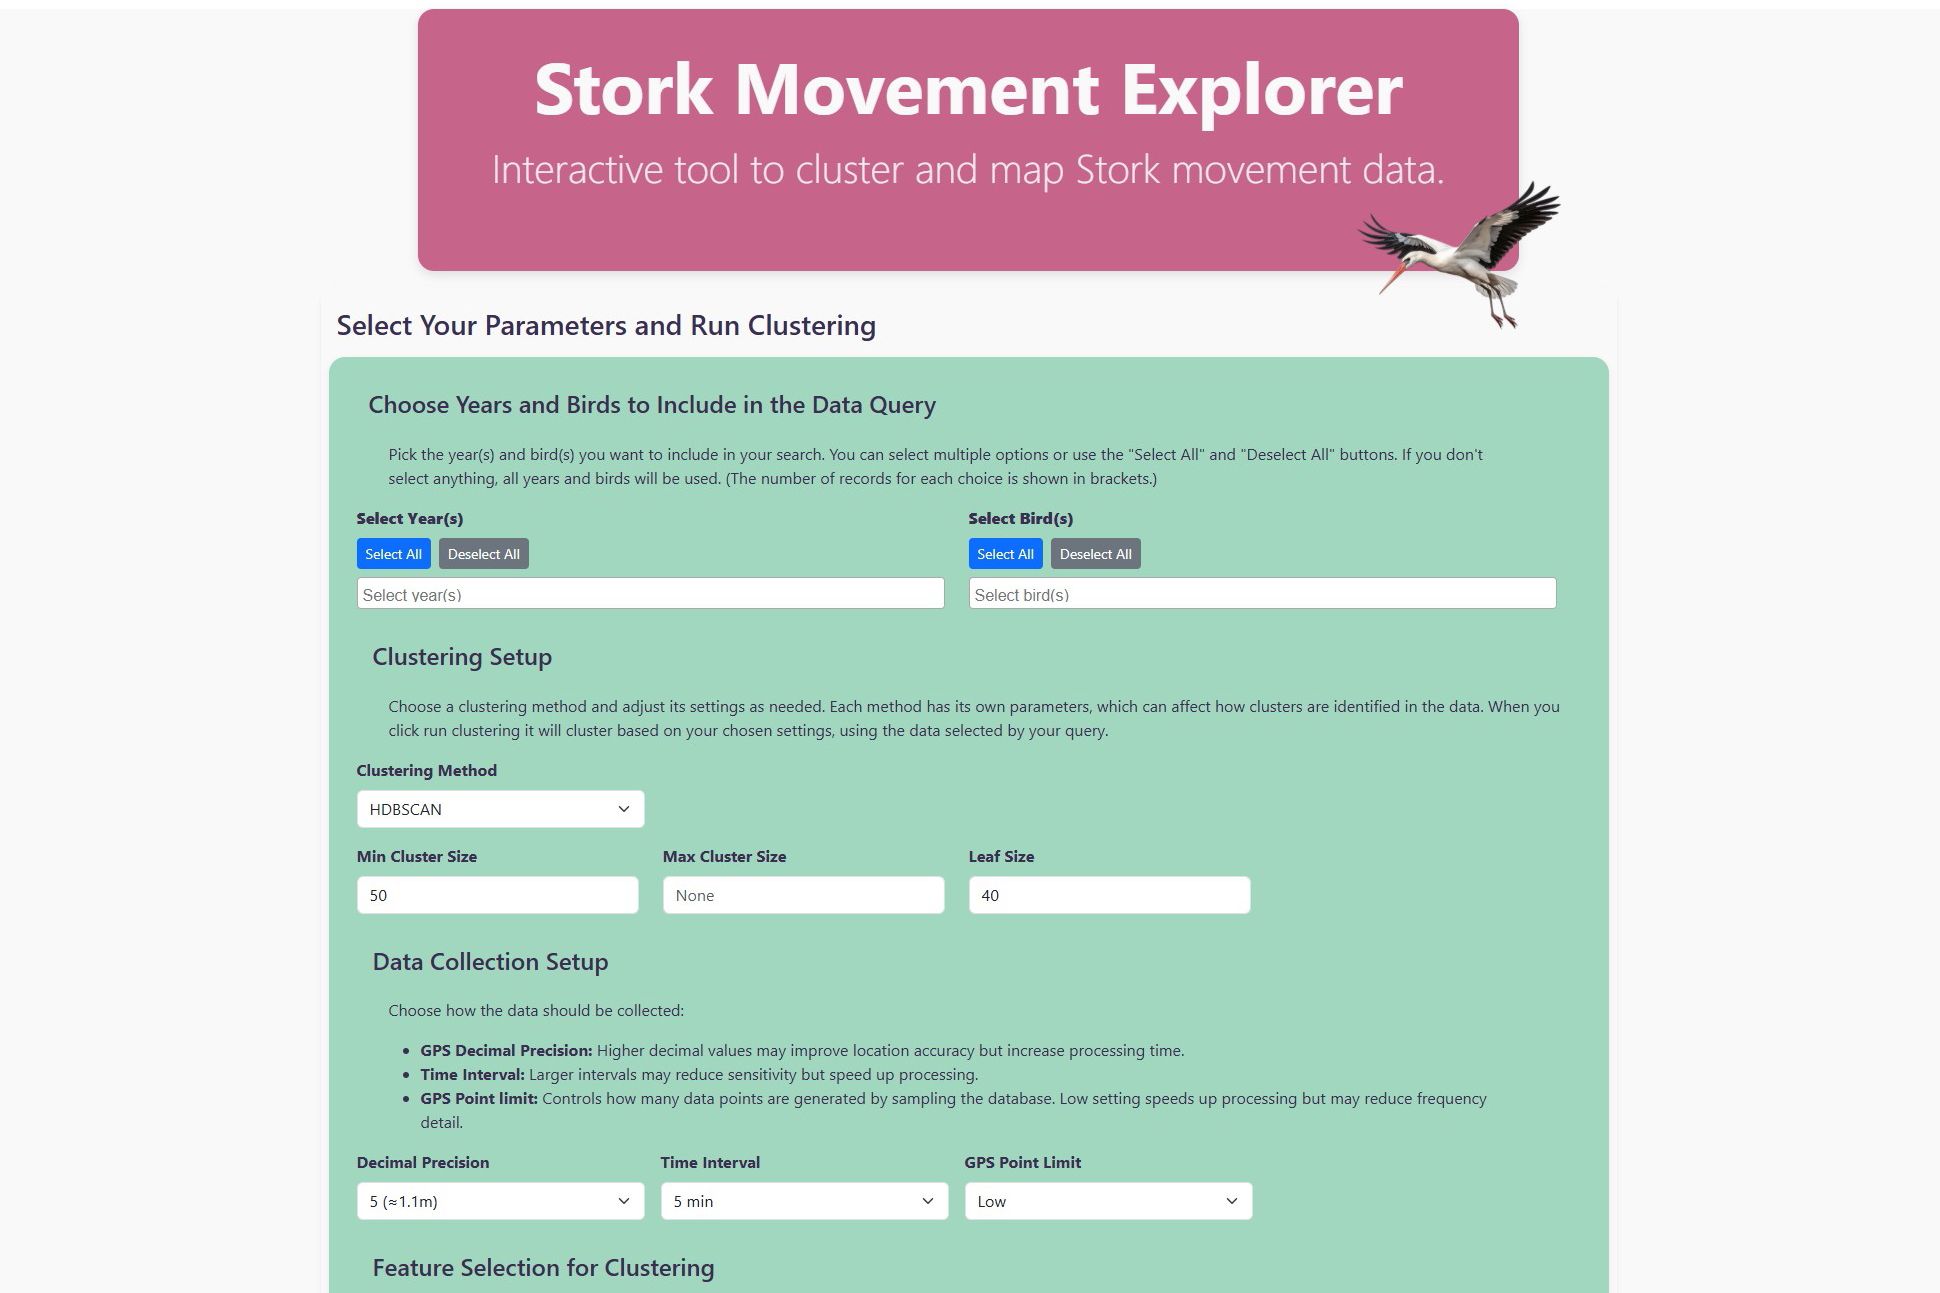 Stork Movement Explorer
Interactive tool to cluster and map Stork movement data.
Select Your Parameters and Run Clustering
Choose Years and Birds to Include in the Data Query
Pick the year(s) and bird(s) you want to include in your search. You can select multiple options or use the "Select All" and "Deselect All" buttons. If you don't
select anything, all years and birds will be used. (The number of records for each choice is shown in brackets.)
Select Year(s)
Select All
Deselect All
Select year(s)
Select Bird(s)
Select All
Deselect All
Select bird(s)
Clustering Setup
Choose a clustering method and adjust its settings as needed. Each method has its own parameters, which can affect how clusters are identified in the data. When you
click run clustering it will cluster based on your chosen settings, using the data selected by your query.
Clustering Method
HDBSCAN
Min Cluster Size
50
Max Cluster Size
None
Leaf Size
40
Data Collection Setup
Choose how the data should be collected:
• GPS Decimal Precision: Higher decimal values may improve location accuracy but increase processing time.
• Time Interval: Larger intervals may reduce sensitivity but speed up processing.
• GPS Point limit: Controls how many data points are generated by sampling the database. Low setting speeds up processing but may reduce frequency
detail.
Decimal Precision
5 (≈1.1m)
Time Interval
5 min
GPS Point Limit
Low
Feature Selection for Clustering